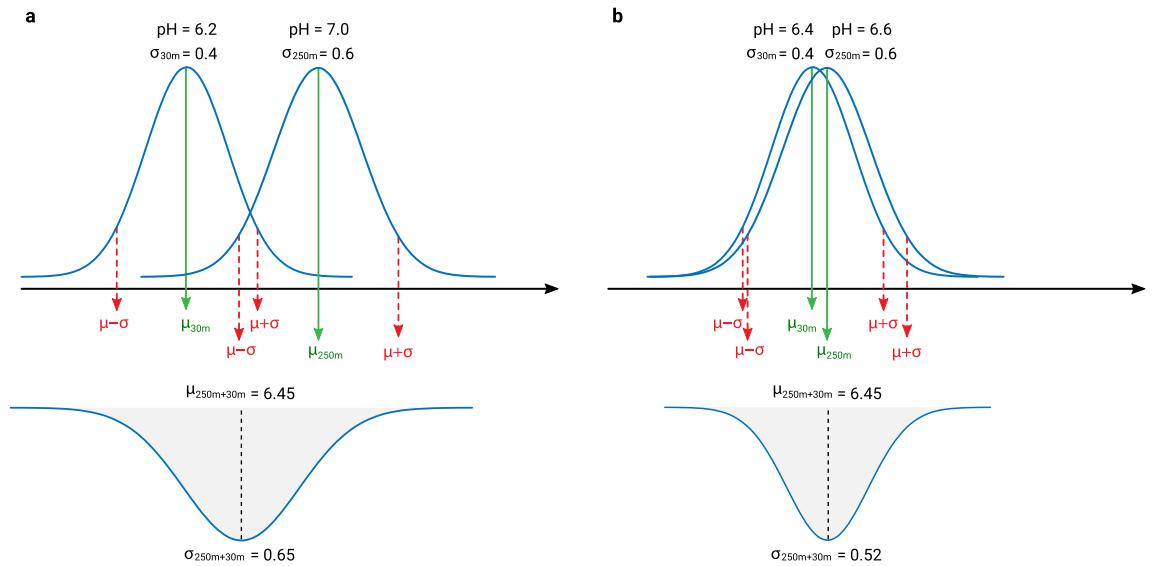 a
pH = 6.2 pH = 7.0
σ30m = 0.4 σ250m = 0.6
μ−σ μ30m μ+σ
μ−σ μ250m μ+σ
μ250m+30m = 6.45
σ250m+30m = 0.65
b
pH = 6.4 pH = 6.6
σ30m = 0.4 σ250m = 0.6
μ−σ μ30m μ+σ
μ−σ μ250m μ+σ
μ250m+30m = 6.45
σ250m+30m = 0.52